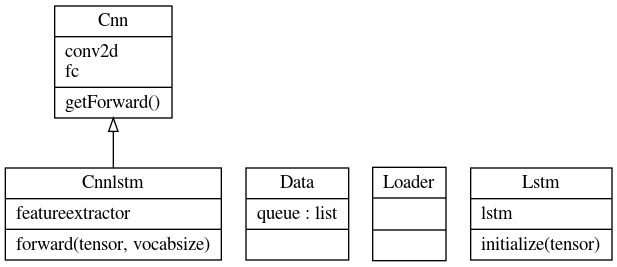 Cnn
conv2d
fc
getForward()
Cnnlstm
featureextractor
forward(tensor, vocabsize)
Data
queue : list
Loader
Lstm
lstm
initialize(tensor)